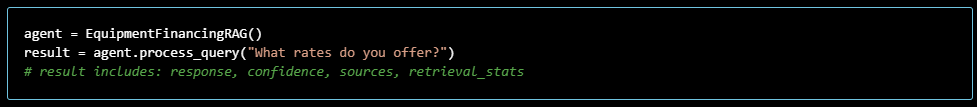 agent = EquipmentFinancingRAG()
result = agent.process_query("What rates do you offer?")
# result includes: response, confidence, sources, retrieval_stats